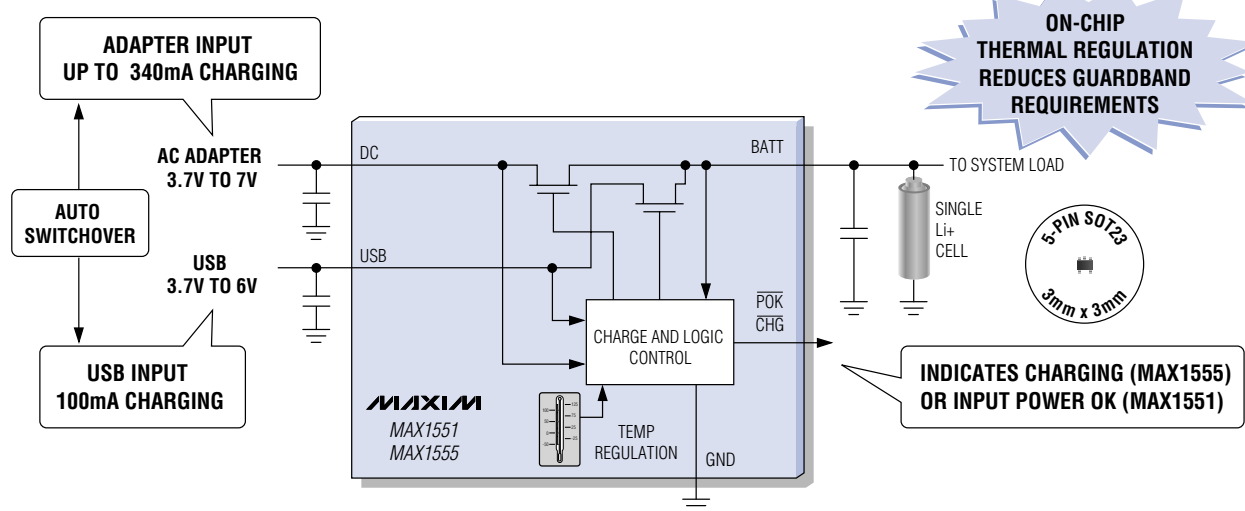 ADAPTER INPUT
UP TO 340mA CHARGING
ON-CHIP
THERMAL REGULATION
REDUCES GUARDBAND
REQUIREMENTS
AC ADAPTER
3.7V TO 7V
DC
BATT
TO SYSTEM LOAD
AUTO
SWITCHOVER
SINGLE
Li+
CELL
5-PIN SOT23
3mm x 3mm
USB
3.7V TO 6V
USB
POK
CHG
CHARGE AND LOGIC
CONTROL
USB INPUT
100mA CHARGING
INDICATES CHARGING (MAX1555)
OR INPUT POWER OK (MAX1551)
MAXIM
MAX1551
MAX1555
TEMP
REGULATION
GND